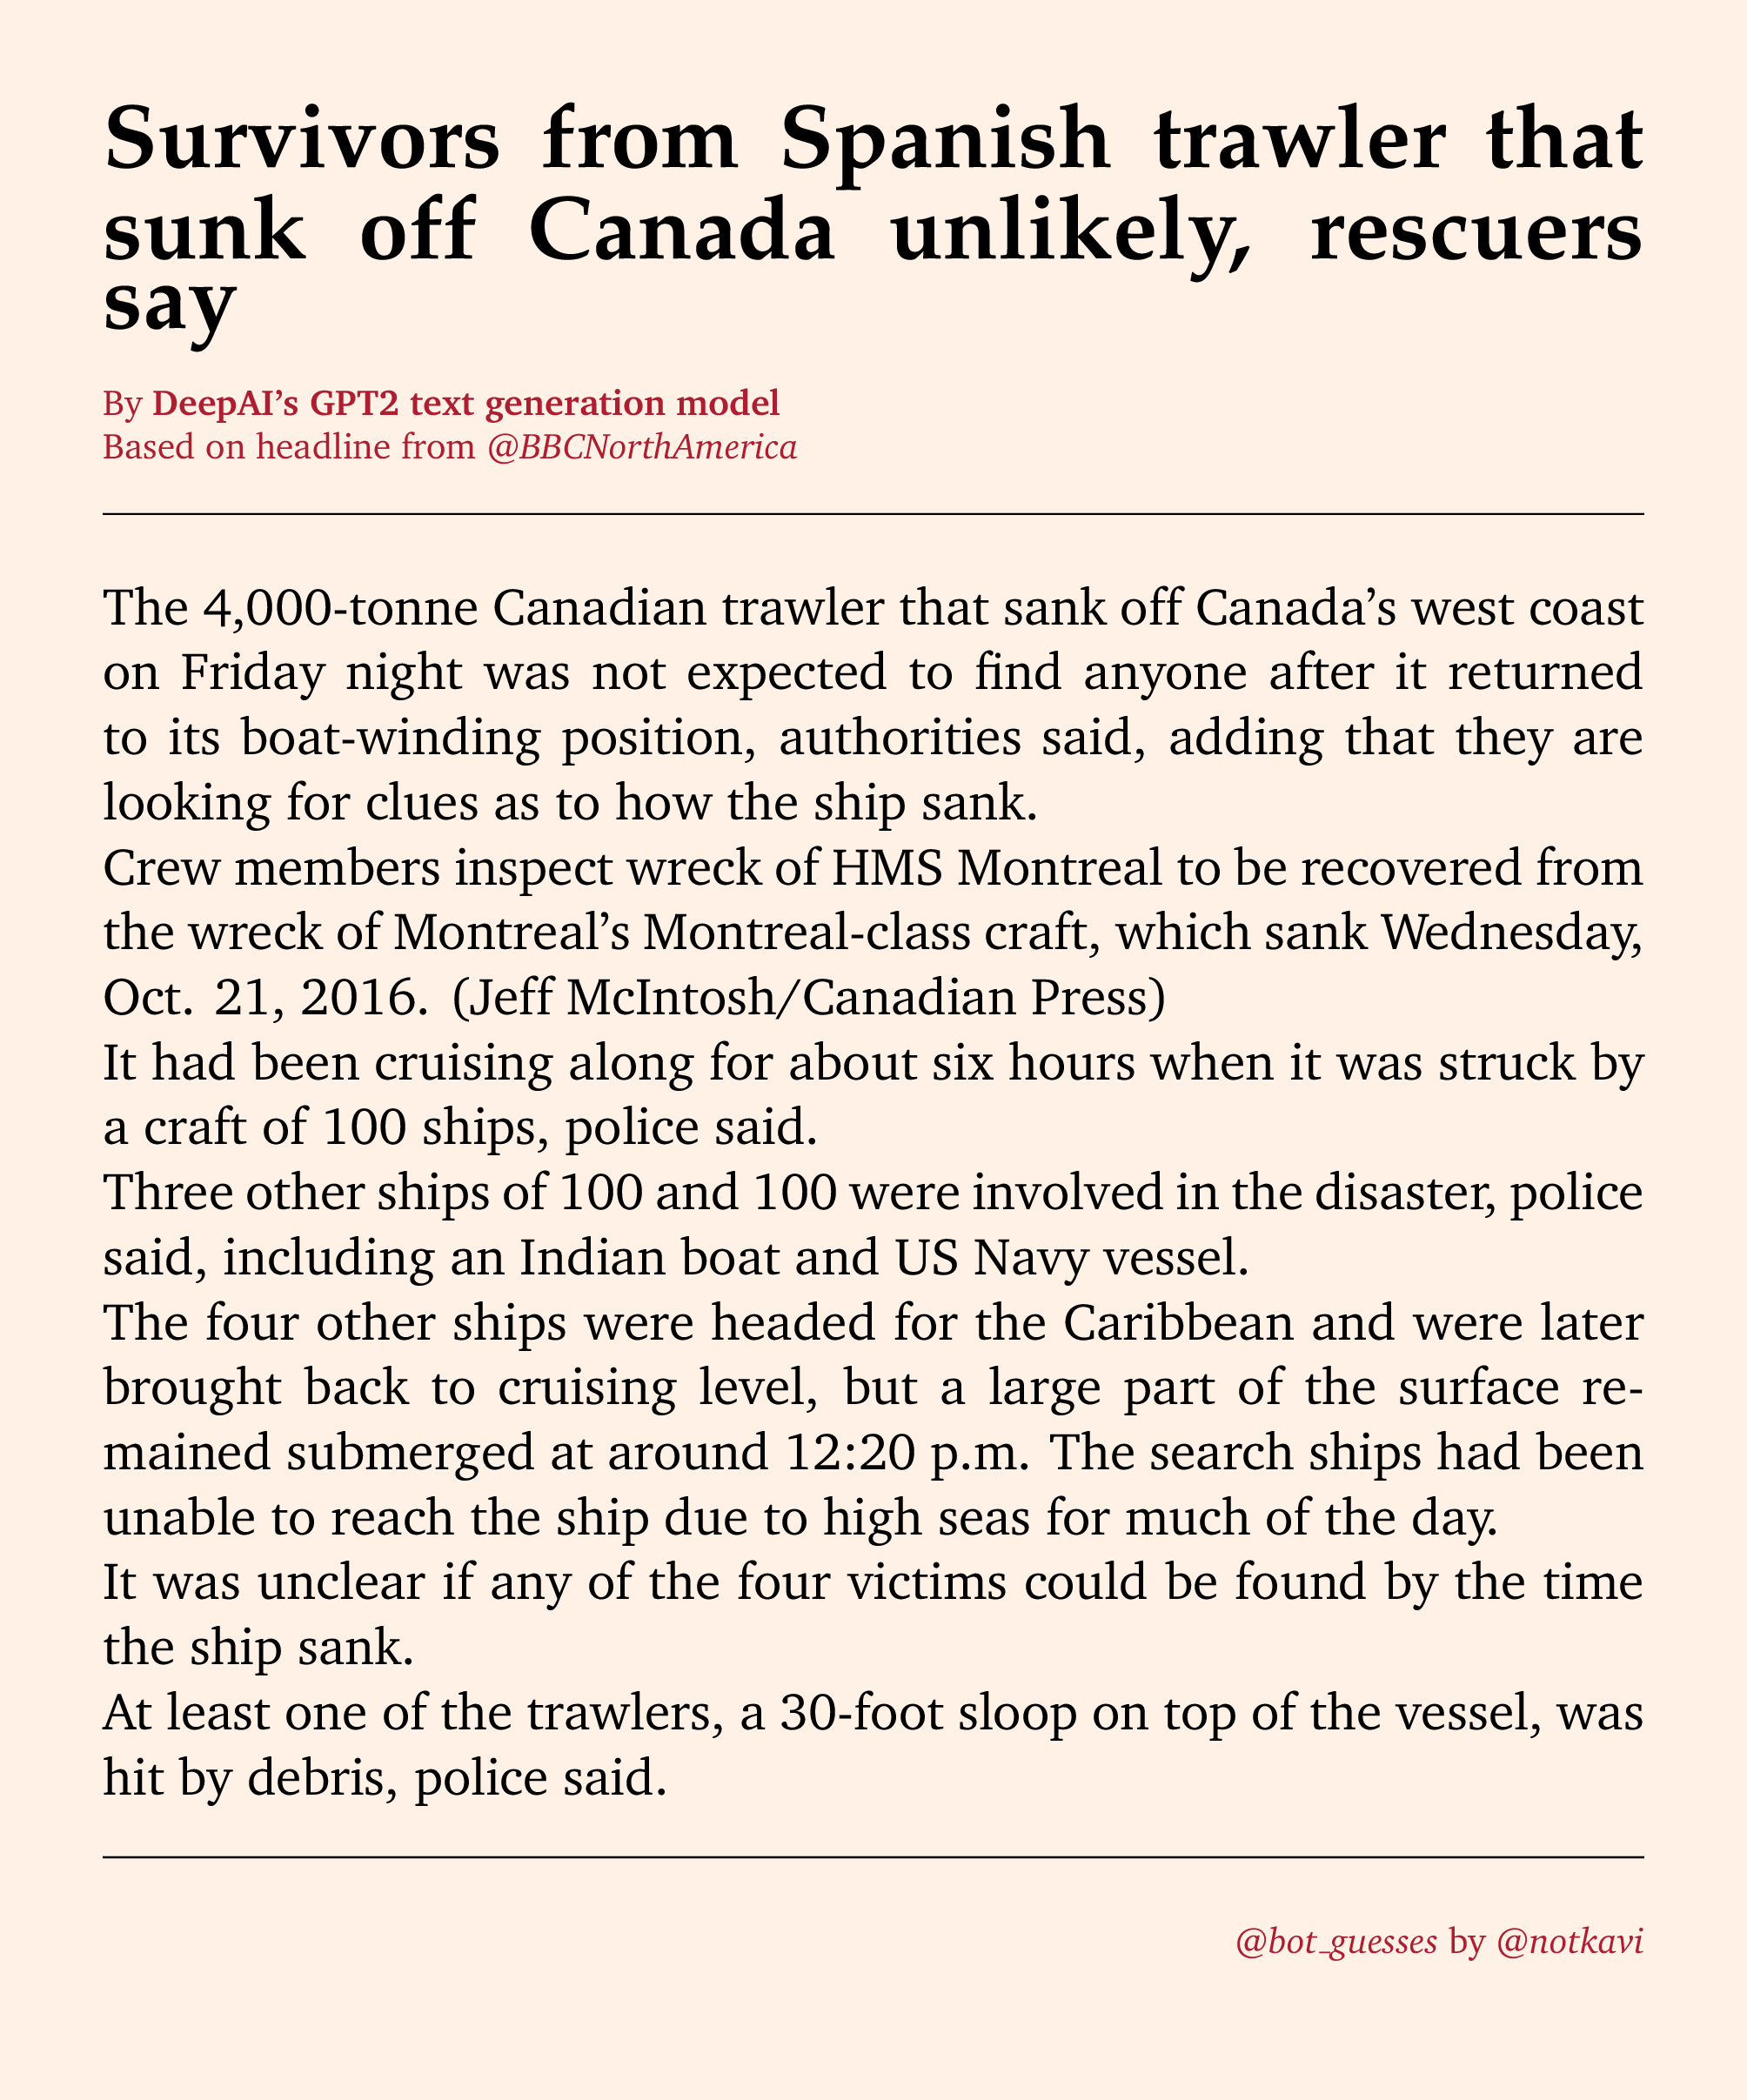 Survivors from Spanish trawler that
sunk off Canada unlikely, rescuers
say
By DeepAI’s GPT2 text generation model
Based on headline from @BBCNorthAmerica
The 4,000-tonne Canadian trawler that sank off Canada’s west coast
on Friday night was not expected to find anyone after it returned
to its boat-winding position, authorities said, adding that they are
looking for clues as to how the ship sank.
Crew members inspect wreck of HMS Montreal to be recovered from
the wreck of Montreal’s Montreal-class craft, which sank Wednesday,
Oct. 21, 2016. (Jeff McIntosh/Canadian Press)
It had been cruising along for about six hours when it was struck by
a craft of 100 ships, police said.
Three other ships of 100 and 100 were involved in the disaster, police
said, including an Indian boat and US Navy vessel.
The four other ships were headed for the Caribbean and were later
brought back to cruising level, but a large part of the surface re-
mained submerged at around 12:20 p.m. The search ships had been
unable to reach the ship due to high seas for much of the day.
It was unclear if any of the four victims could be found by the time
the ship sank.
At least one of the trawlers, a 30-foot sloop on top of the vessel, was
hit by debris, police said.
@bot_guesses by @notkavi